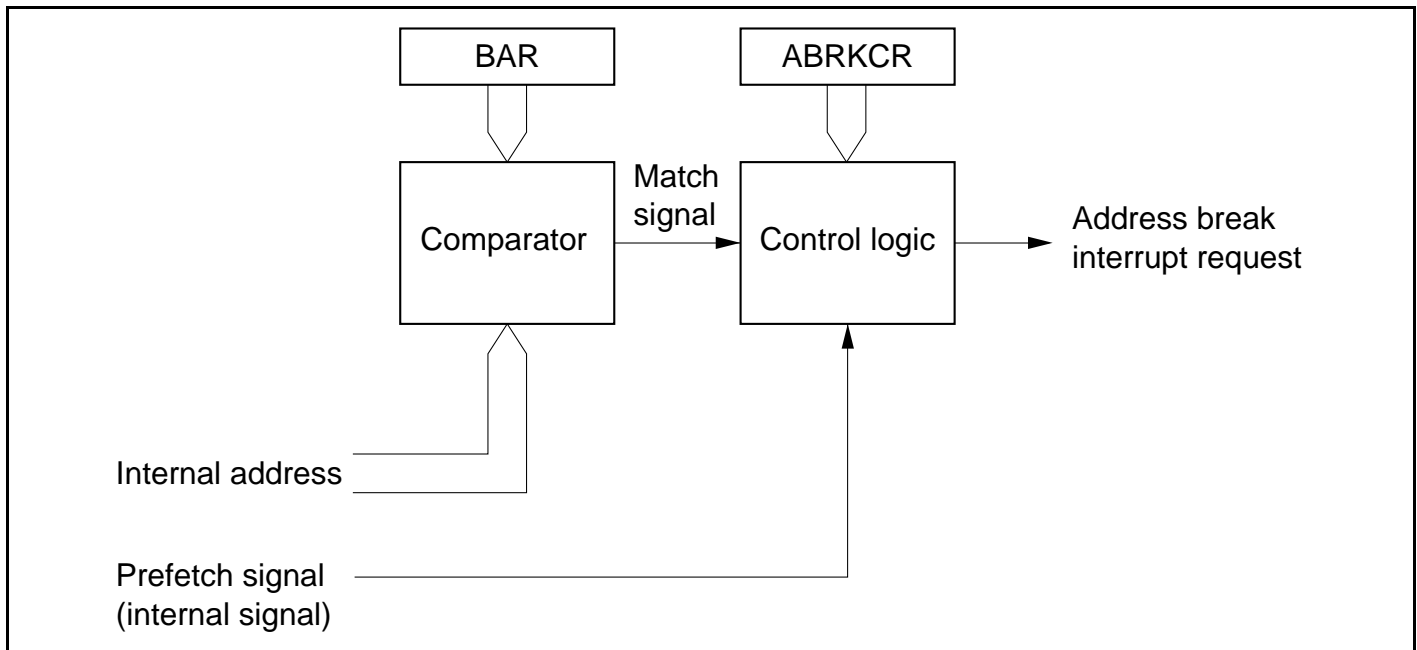 BAR
ABRKCR
Match
signal
Comparator
Control logic
Address break
interrupt request
Internal address
Prefetch signal
(internal signal)